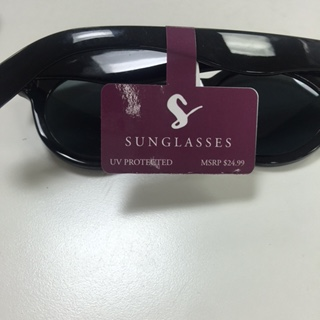 S
SUNGLASSES
UV PROTECTED MSRP $24.99